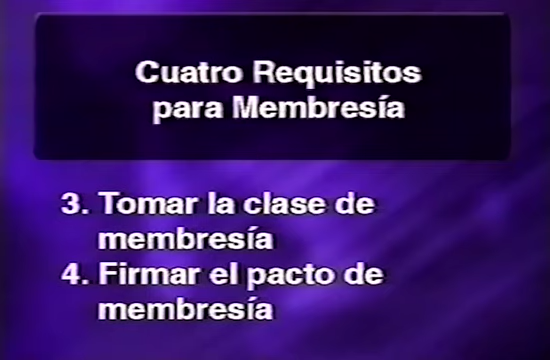 Cuatro Requisitos
para Membresía
3. Tomar la clase de
membresía
4. Firmar el pacto de
membresía